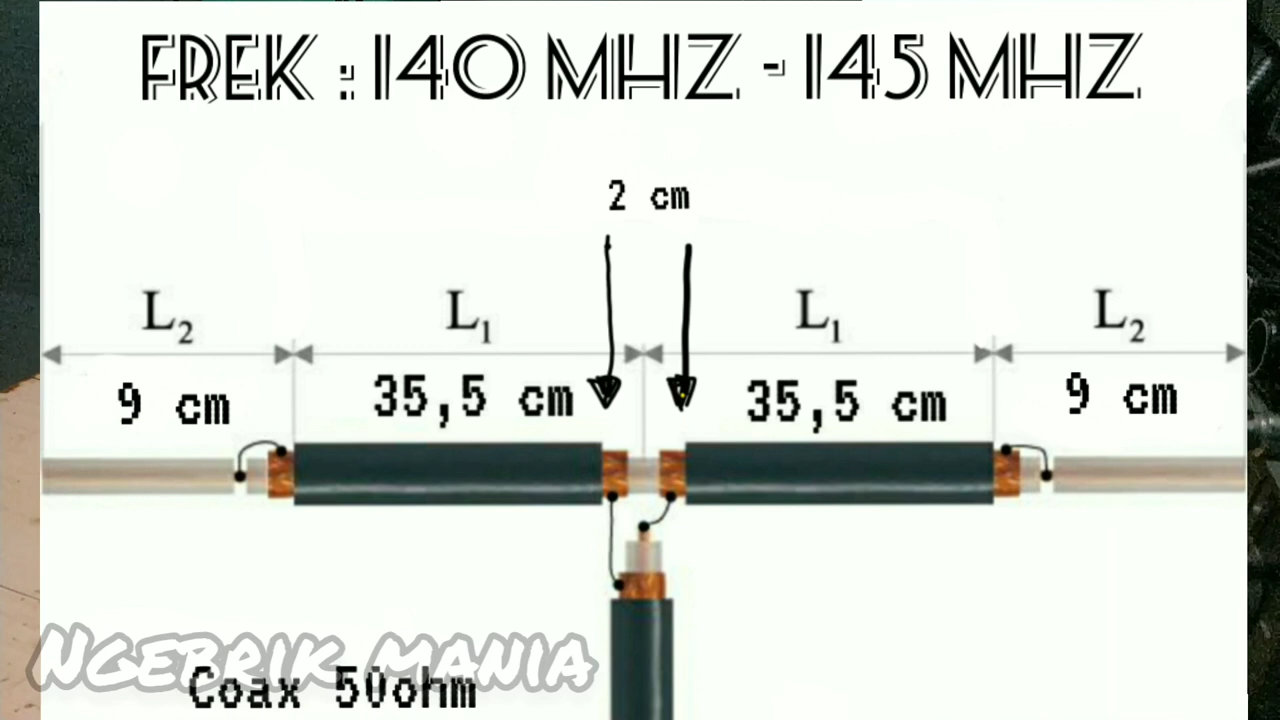 FREK : 140 MHZ - 145 MHZ
2 cm
L2 L1 L1 L2
9 cm 35,5 cm 35,5 cm 9 cm
NGEBRIK MANIA
Coax 50ohm